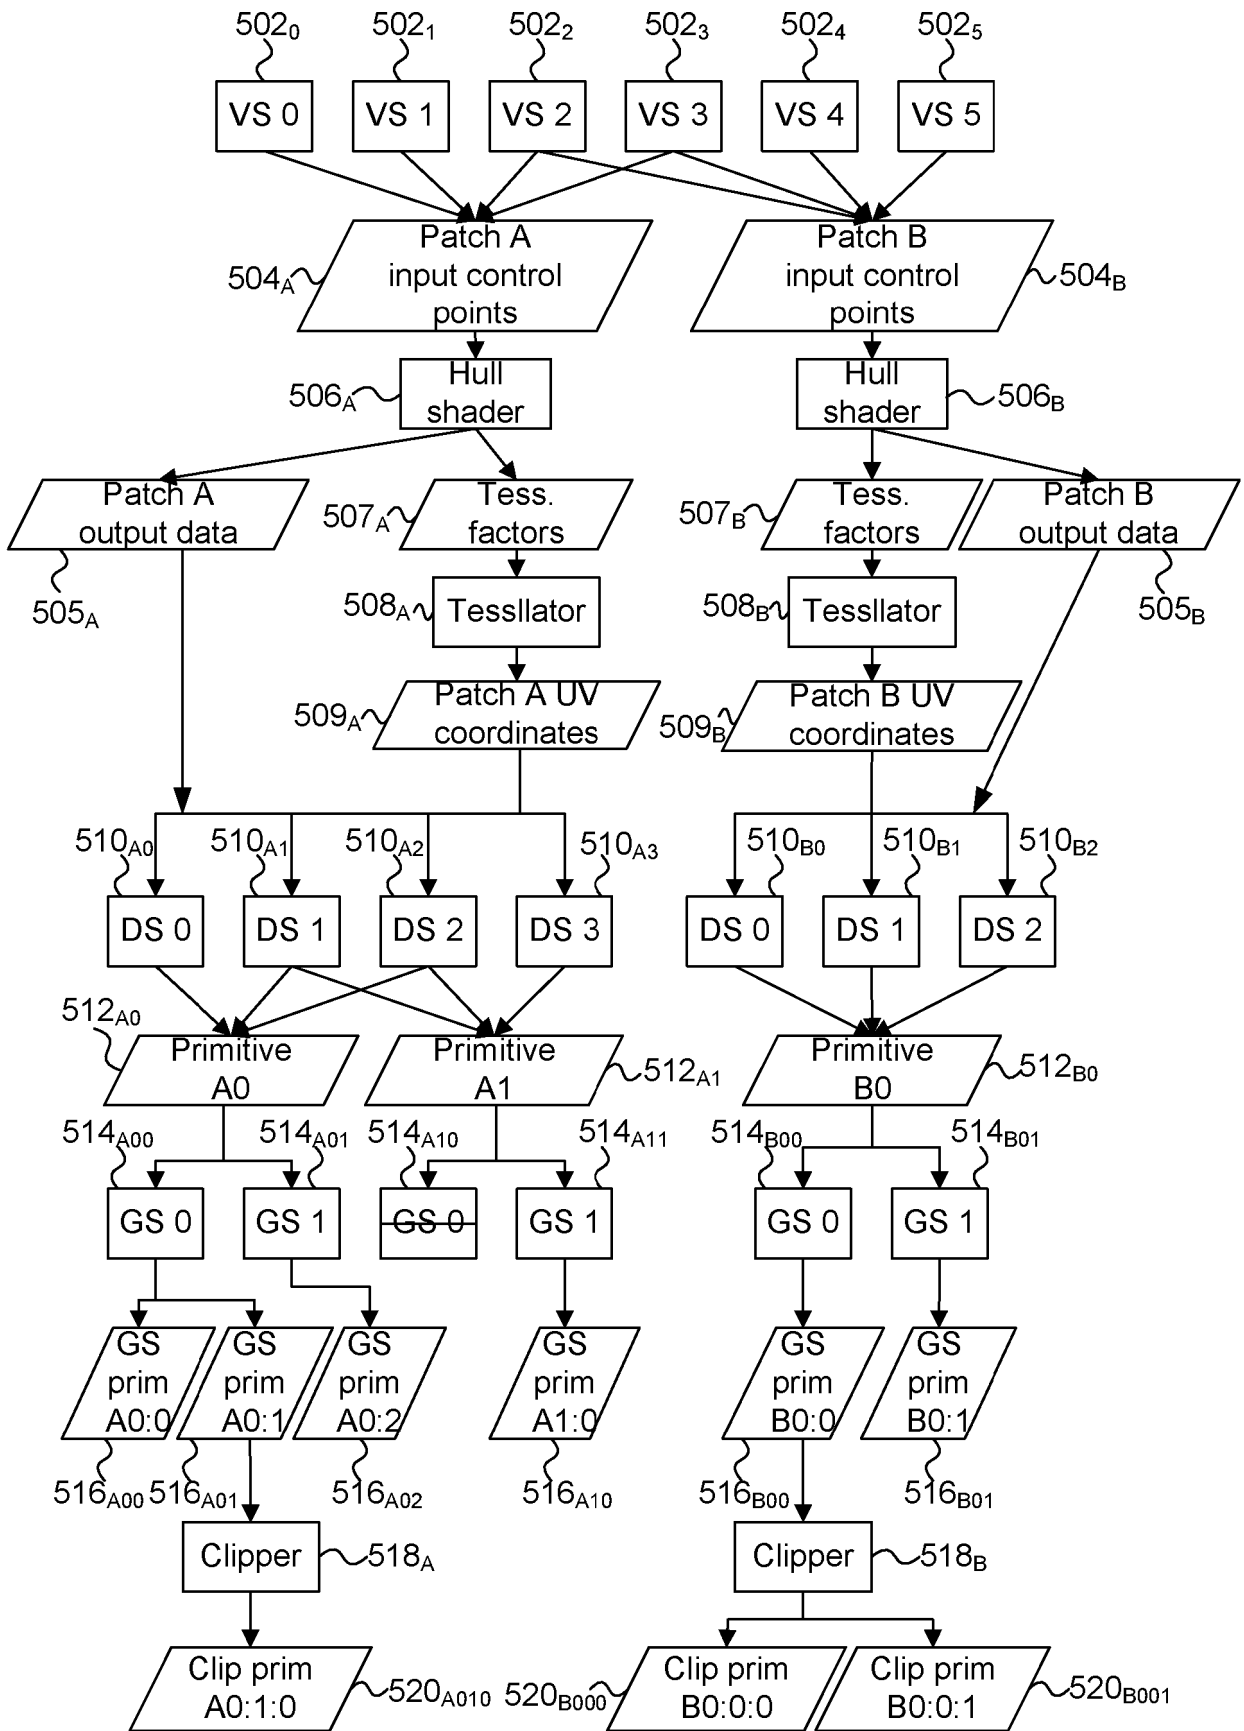 502₀ 502₁ 502₂ 502₃ 502₄ 502₅
VS 0 VS 1 VS 2 VS 3 VS 4 VS 5
Patch A
input control
points
504A
Patch B
input control
points
504B
Hull
shader
506A
Hull
shader
506B
Patch A
output data
505A
Tess.
factors
507A
Tess.
factors
507B
Patch B
output data
505B
508A Tessllator
508B Tessllator
Patch A UV
coordinates
509A
Patch B UV
coordinates
509B
510A0 510A1 510A2 510A3 510B0 510B1 510B2
DS 0 DS 1 DS 2 DS 3 DS 0 DS 1 DS 2
512A0
Primitive
A0
Primitive
A1
512A1
Primitive
B0
512B0
514A00 514A01 514A10 514A11 514B00 514B01
GS 0 GS 1 GS 0 GS 1 GS 0 GS 1
GS
prim
A0:0
GS
prim
A0:1
GS
prim
A0:2
GS
prim
A1:0
GS
prim
B0:0
GS
prim
B0:1
516A00 516A01 516A02 516A10 516B00 516B01
Clipper 518A
Clipper 518B
Clip prim
A0:1:0
520A010
520B000
Clip prim
B0:0:0
Clip prim
B0:0:1
520B001